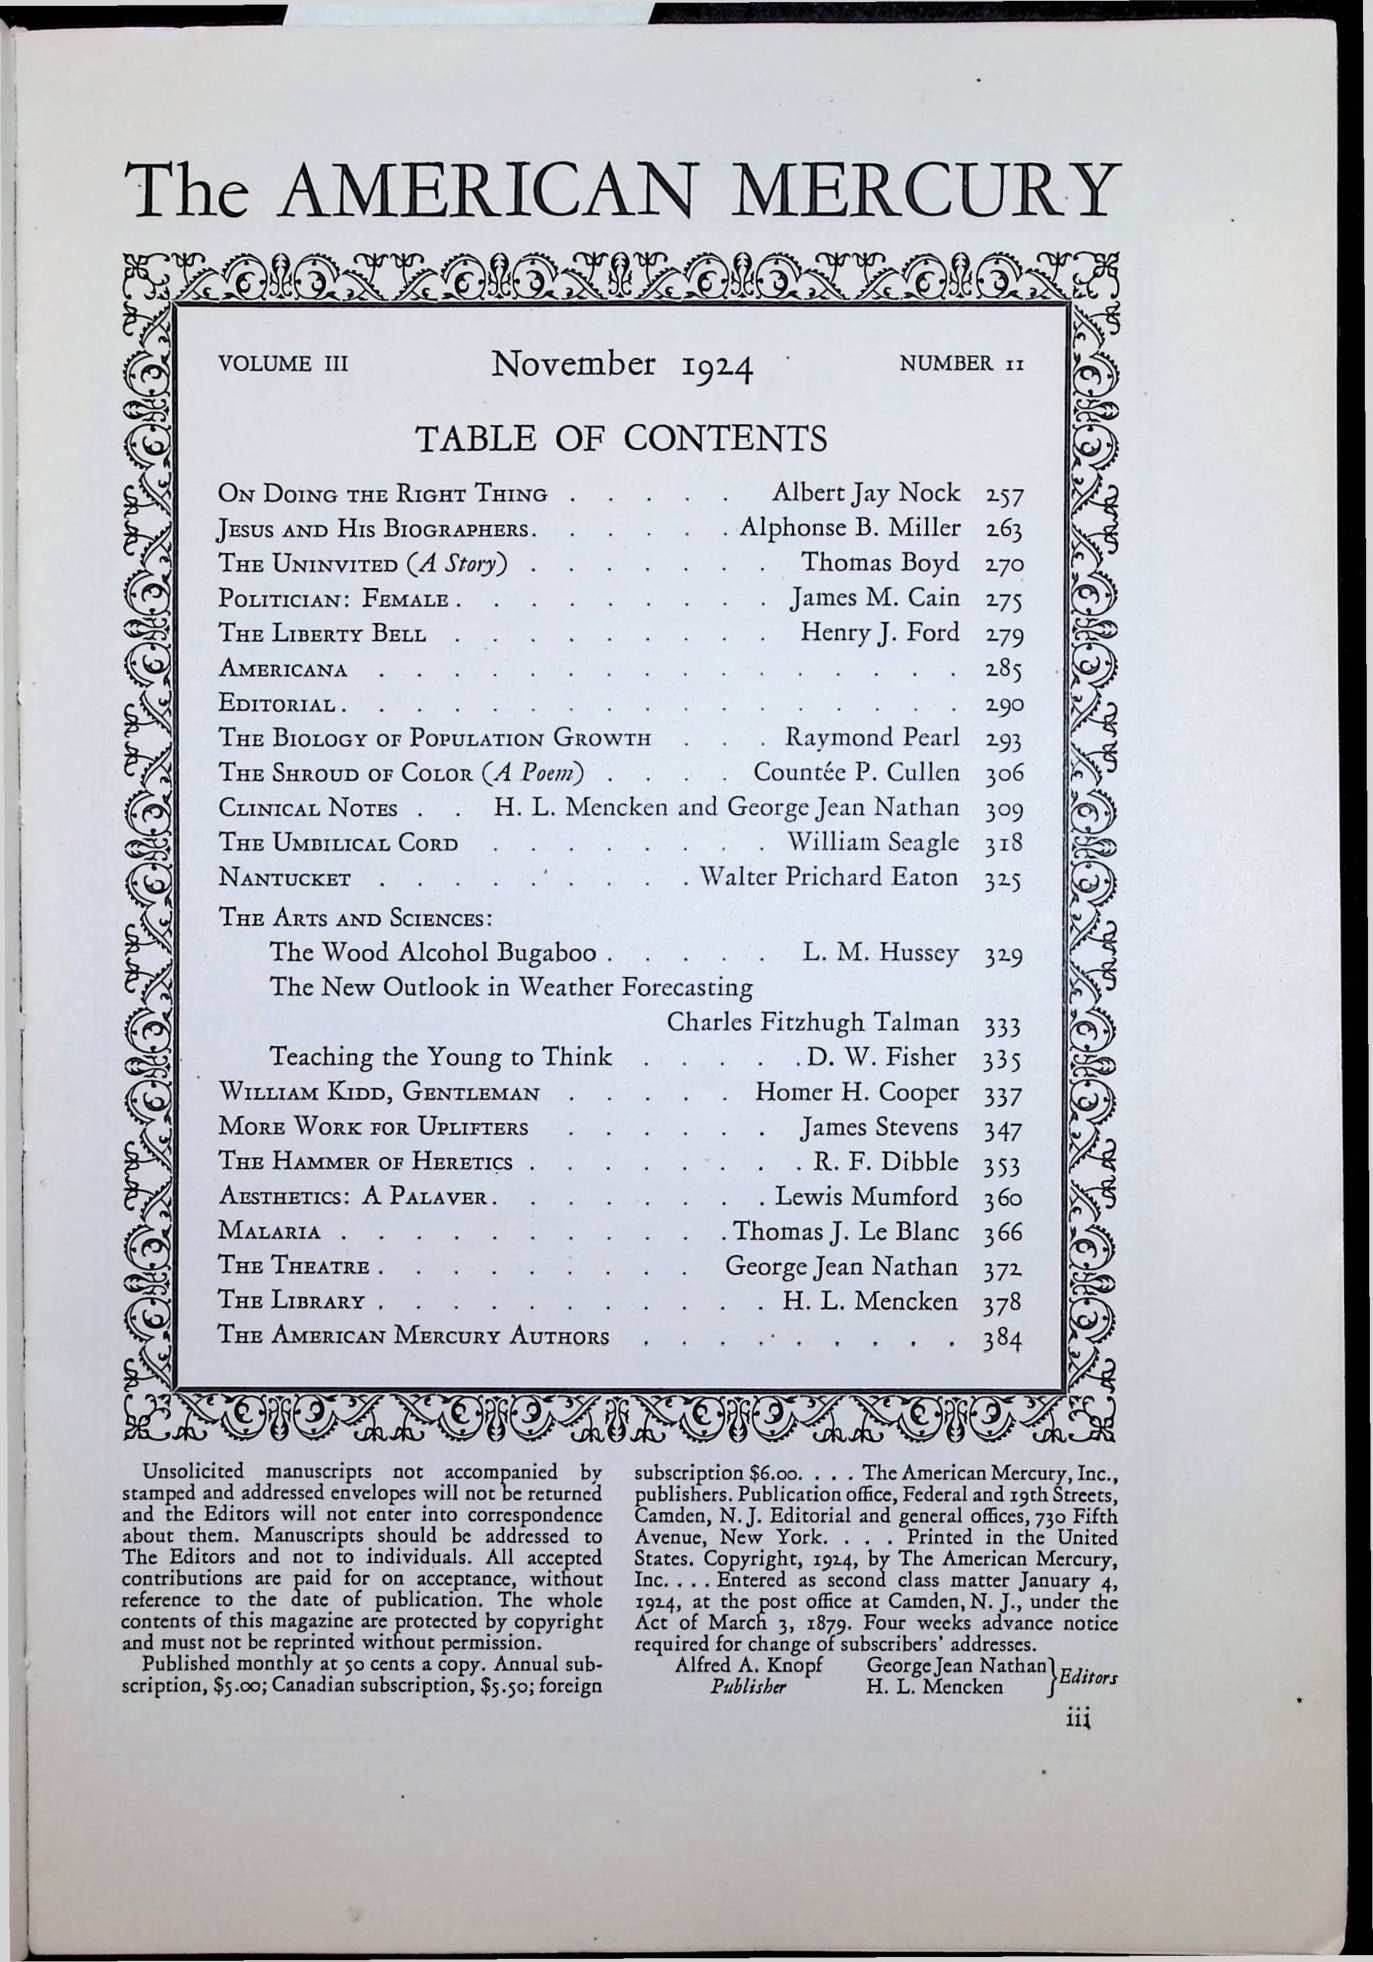 The AMERICAN MERCURY
VOLUME III November 1924 NUMBER 11
TABLE OF CONTENTS
ON DOING THE RIGHT THING . . . . . Albert Jay Nock 257
JESUS AND HIS BIOGRAPHERS. . . . . . Alphonse B. Miller 263
THE UNINVITED (A Story) . . . . . . . Thomas Boyd 270
POLITICIAN: FEMALE . . . . . . . . . James M. Cain 275
THE LIBERTY BELL . . . . . . . . . Henry J. Ford 279
AMERICANA . . . . . . . . . . . . . . . . 285
EDITORIAL . . . . . . . . . . . . . . . . . 290
THE BIOLOGY OF POPULATION GROWTH . . . Raymond Pearl 293
THE SHROUD OF COLOR (A Poem) . . . . Countée P. Cullen 306
CLINICAL NOTES . . H. L. Mencken and George Jean Nathan 309
THE UMBILICAL CORD . . . . . . . . William Seagle 318
NANTUCKET . . . . . . . . . Walter Prichard Eaton 325
THE ARTS AND SCIENCES:
The Wood Alcohol Bugaboo . . . . . L. M. Hussey 329
The New Outlook in Weather Forecasting
Charles Fitzhugh Talman 333
Teaching the Young to Think . . . . . D. W. Fisher 335
WILLIAM KIDD, GENTLEMAN . . . . . Homer H. Cooper 337
MORE WORK FOR UPLIFTERS . . . . . . James Stevens 347
THE HAMMER OF HERETICS . . . . . . . . R. F. Dibble 353
AESTHETICS: A PALAVER. . . . . . . . Lewis Mumford 360
MALARIA . . . . . . . . . . . Thomas J. Le Blanc 366
THE THEATRE . . . . . . . . . George Jean Nathan 372
THE LIBRARY . . . . . . . . . . . H. L. Mencken 378
THE AMERICAN MERCURY AUTHORS . . . . . . . . . 384
Unsolicited manuscripts not accompanied by
stamped and addressed envelopes will not be returned
and the Editors will not enter into correspondence
about them. Manuscripts should be addressed to
The Editors and not to individuals. All accepted
contributions are paid for on acceptance, without
reference to the date of publication. The whole
contents of this magazine are protected by copyright
and must not be reprinted without permission.
Published monthly at 50 cents a copy. Annual sub-
scription, $5.00; Canadian subscription, $5.50; foreign
subscription $6.00. . . . The American Mercury, Inc.,
publishers. Publication office, Federal and 19th Streets,
Camden, N. J. Editorial and general offices, 730 Fifth
Avenue, New York. . . . Printed in the United
States. Copyright, 1924, by The American Mercury,
Inc. . . . Entered as second class matter January 4,
1924, at the post office at Camden, N. J., under the
Act of March 3, 1879. Four weeks advance notice
required for change of subscribers' addresses.
Alfred A. Knopf George Jean Nathan } Editors
Publisher H. L. Mencken
iii